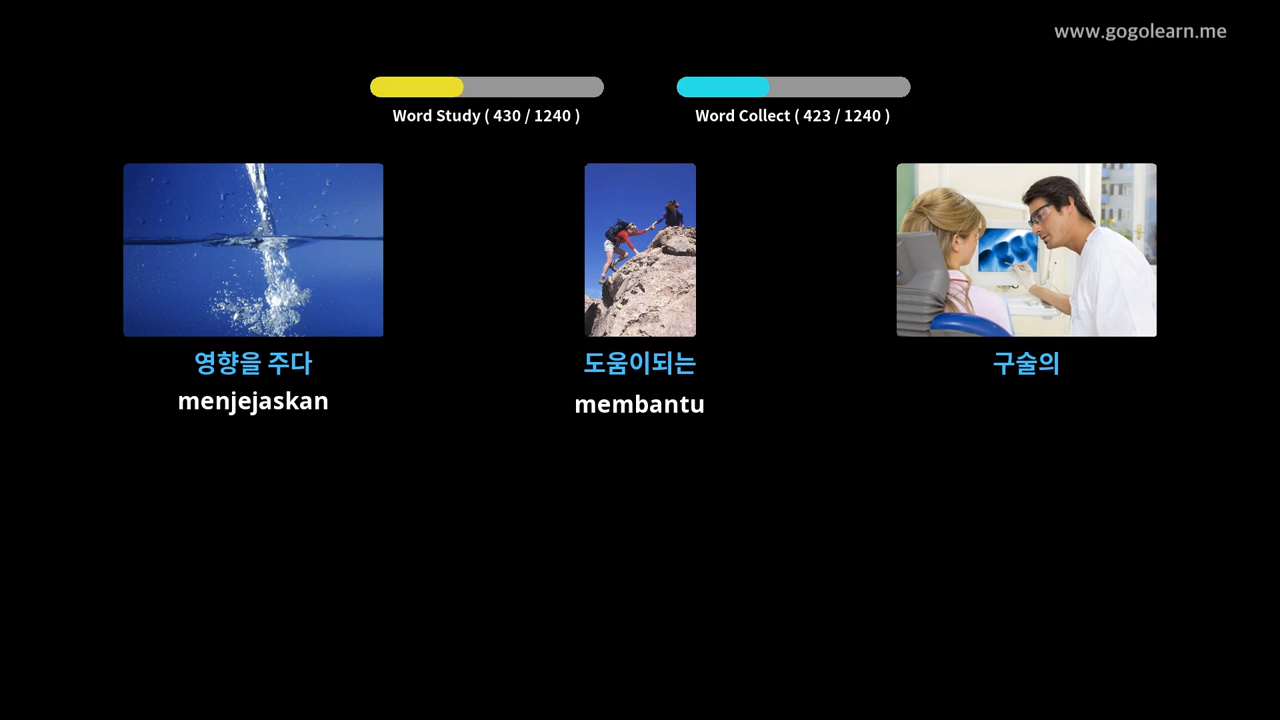 www.gogolearn.me
Word Study ( 430 / 1240 )
Word Collect ( 423 / 1240 )
영향을 주다
menjejaskan
도움이되는
membantu
구술의